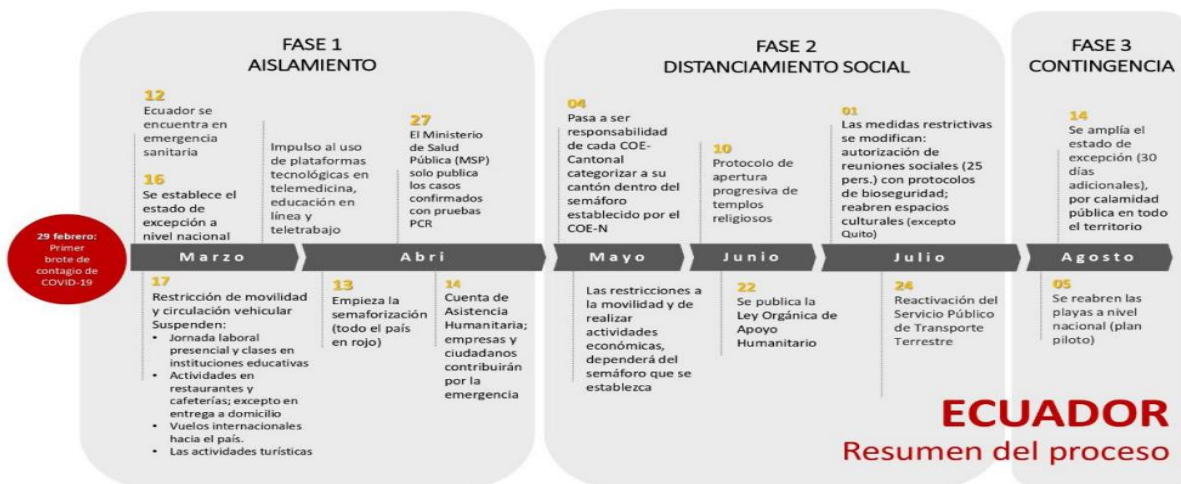 FASE 1
AISLAMIENTO
12
Ecuador se
encuentra en
emergencia
sanitaria
16
Se establece el
estado de
excepción a
nivel nacional
Impulso al uso
de plataformas
tecnológicas en
telemedicina,
educación en
línea y
teletrabajo
27
El Ministerio
de Salud
Pública (MSP)
solo publica
los casos
confirmados
con pruebas
PCR
29 febrero:
Primer
brote de
contagio de
COVID-19
Marzo
Abri
17
Restricción de movilidad
y circulación vehicular
Suspenden:
• Jornada laboral
presencial y clases en
instituciones educativas
• Actividades en
restaurantes y
cafeterías; excepto en
entrega a domicilio
• Vuelos internacionales
hacia el país.
• Las actividades turísticas
13
Empieza la
semaforización
(todo el país
en rojo)
14
Cuenta de
Asistencia
Humanitaria;
empresas y
ciudadanos
contribuirán
por la
emergencia
FASE 2
DISTANCIAMIENTO SOCIAL
04
Pasa a ser
responsabilidad
de cada COE-
Cantonal
categorizar a su
cantón dentro del
semáforo
establecido por el
COE-N
10
Protocolo de
apertura
progresiva de
templos
religiosos
01
Las medidas restrictivas
se modifican:
autorización de
reuniones sociales (25
pers.) con protocolos
de bioseguridad;
reabren espacios
culturales (excepto
Quito)
Mayo
Junio
Julio
Las restricciones a
la movilidad y de
realizar
actividades
económicas,
dependerá del
semáforo que se
establezca
22
Se publica la
Ley Orgánica de
Apoyo
Humanitario
24
Reactivación del
Servicio Público
de Transporte
Terrestre
FASE 3
CONTINGENCIA
14
Se amplía el
estado de
excepción (30
días
adicionales),
por calamidad
pública en todo
el territorio
Agosto
05
Se reabren las
playas a nivel
nacional (plan
piloto)
ECUADOR
Resumen del proceso